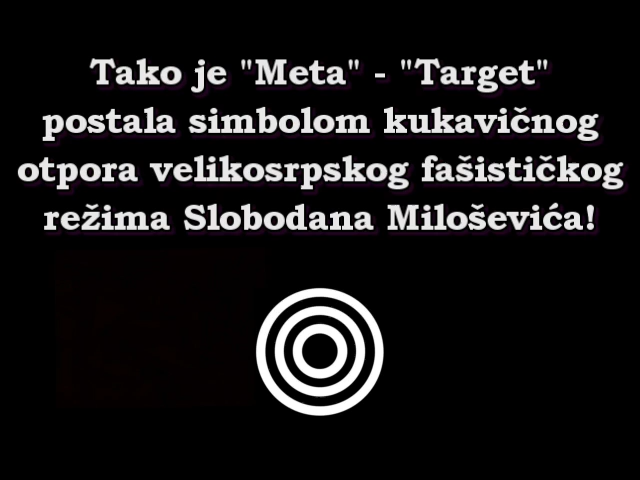 Tako je "Meta" - "Target"
postala simbolom kukavičnog
otpora velikosrpskog fašističkog
režima Slobodana Miloševića!